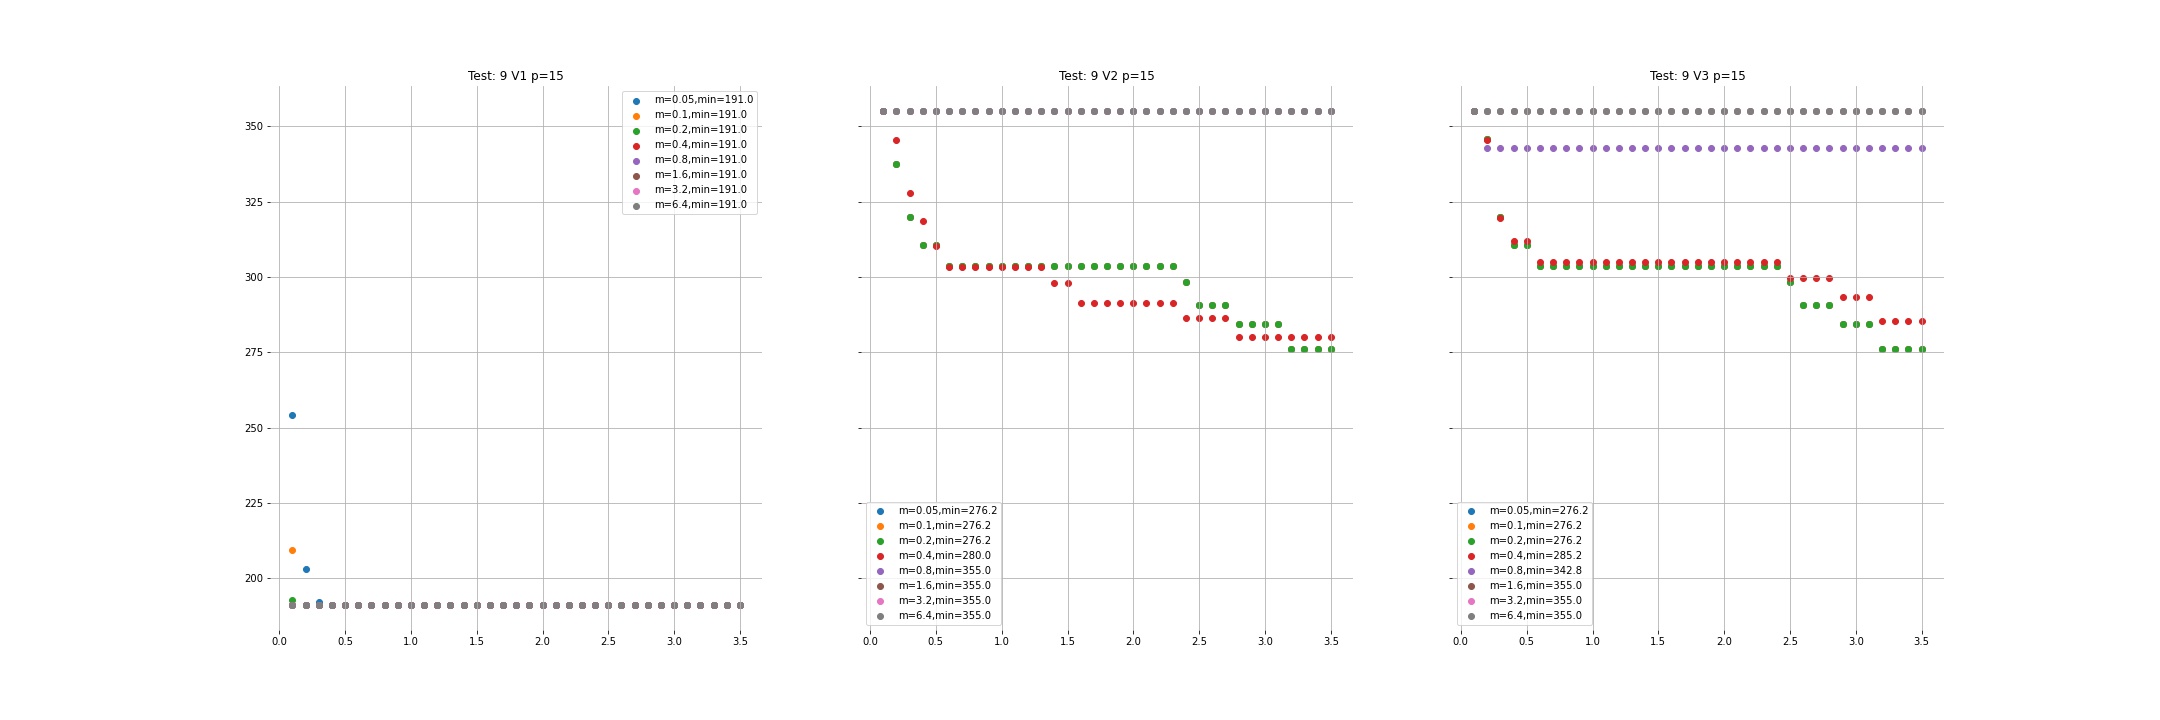 Test: 9 V1 p=15
m=0.05,min=191.0
m=0.1,min=191.0
m=0.2,min=191.0
m=0.4,min=191.0
m=0.8,min=191.0
m=1.6,min=191.0
m=3.2,min=191.0
m=6.4,min=191.0
350
325
300
275
250
225
200
0.0 0.5 1.0 1.5 2.0 2.5 3.0 3.5
Test: 9 V2 p=15
m=0.05,min=276.2
m=0.1,min=276.2
m=0.2,min=276.2
m=0.4,min=280.0
m=0.8,min=355.0
m=1.6,min=355.0
m=3.2,min=355.0
m=6.4,min=355.0
0.0 0.5 1.0 1.5 2.0 2.5 3.0 3.5
Test: 9 V3 p=15
m=0.05,min=276.2
m=0.1,min=276.2
m=0.2,min=276.2
m=0.4,min=285.2
m=0.8,min=342.8
m=1.6,min=355.0
m=3.2,min=355.0
m=6.4,min=355.0
0.0 0.5 1.0 1.5 2.0 2.5 3.0 3.5